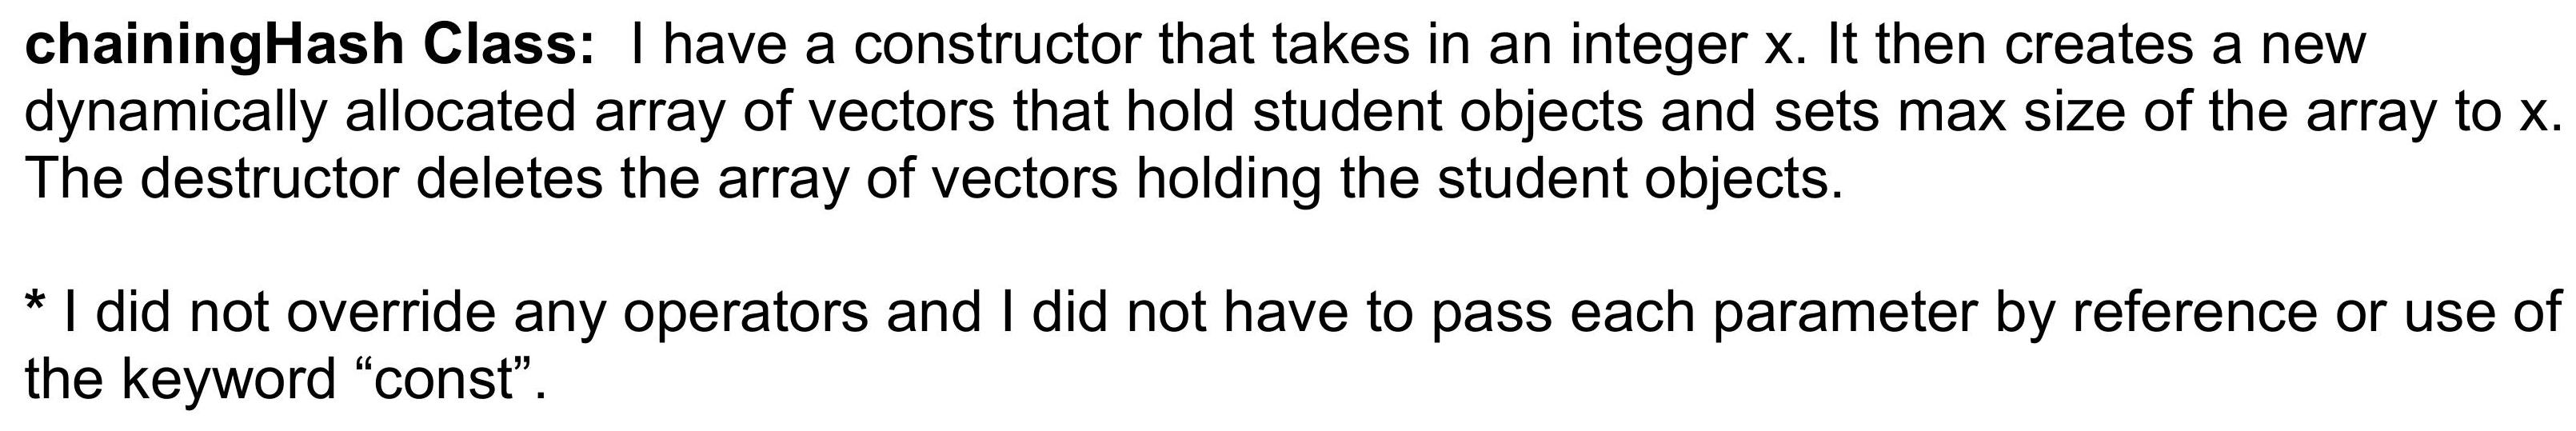 chainingHash Class:  I have a constructor that takes in an integer x. It then creates a new
dynamically allocated array of vectors that hold student objects and sets max size of the array to x.
The destructor deletes the array of vectors holding the student objects.
* I did not override any operators and I did not have to pass each parameter by reference or use of
the keyword “const”.